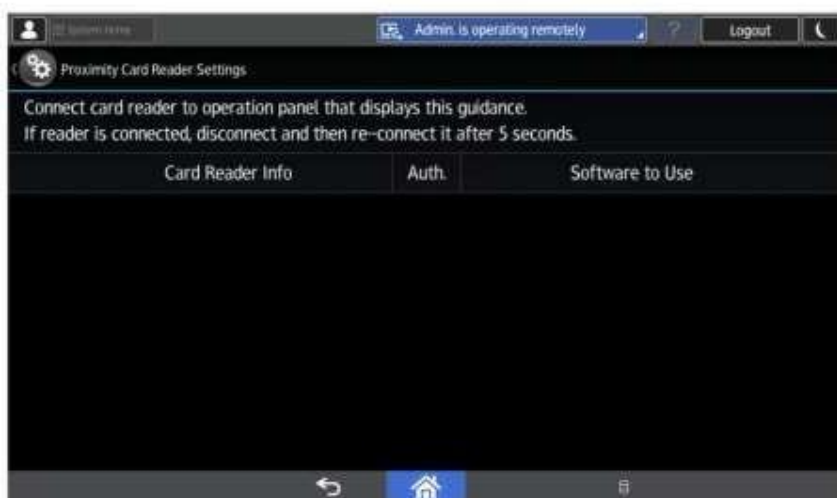 Admin. is operating remotely
?
Logout
Proximity Card Reader Settings
Connect card reader to operation panel that displays this guidance.
If reader is connected, disconnect and then re-connect it after 5 seconds.
Card Reader Info Auth. Software to Use